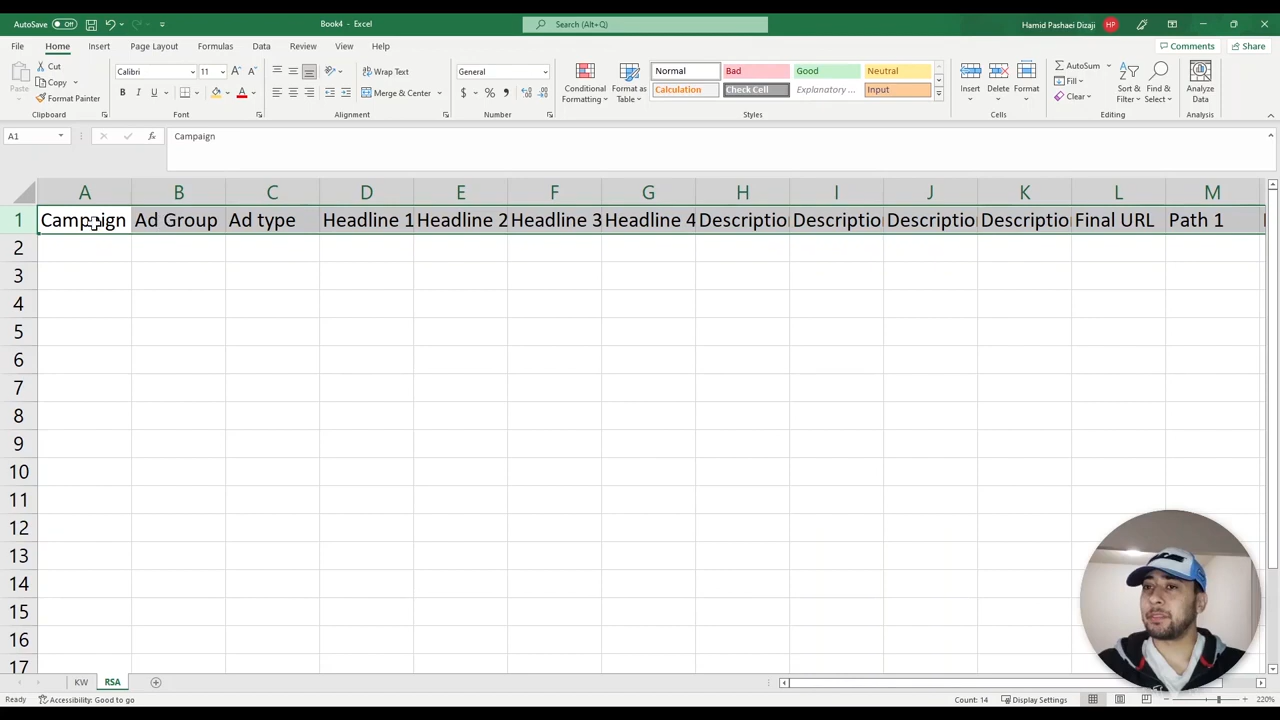 AutoSave Off Book4 - Excel Search (Alt+Q) Hamid Pashaei Dizaji HP
File Home Insert Page Layout Formulas Data Review View Help Comments Share
Paste Cut Copy Format Painter Clipboard
Calibri 11 A A B I U A Font
Wrap Text Merge & Center Alignment
General $ % Number
Conditional Formatting Format as Table
Normal Bad Good Neutral
Calculation Check Cell Explanatory ... Input
Styles
Insert Delete Format Cells
AutoSum Fill Clear Sort & Filter Find & Select Editing
Analyze Data Analysis
A1 fx Campaign
A B C D E F G H I J K L M
1 Campaign Ad Group Ad type Headline 1 Headline 2 Headline 3 Headline 4 Descriptio Descriptio Descriptio Descriptio Final URL Path 1
2
3
4
5
6
7
8
9
10
11
12
13
14
15
16
17
KW RSA
Ready Accessibility: Good to go Count: 14 Display Settings 220%